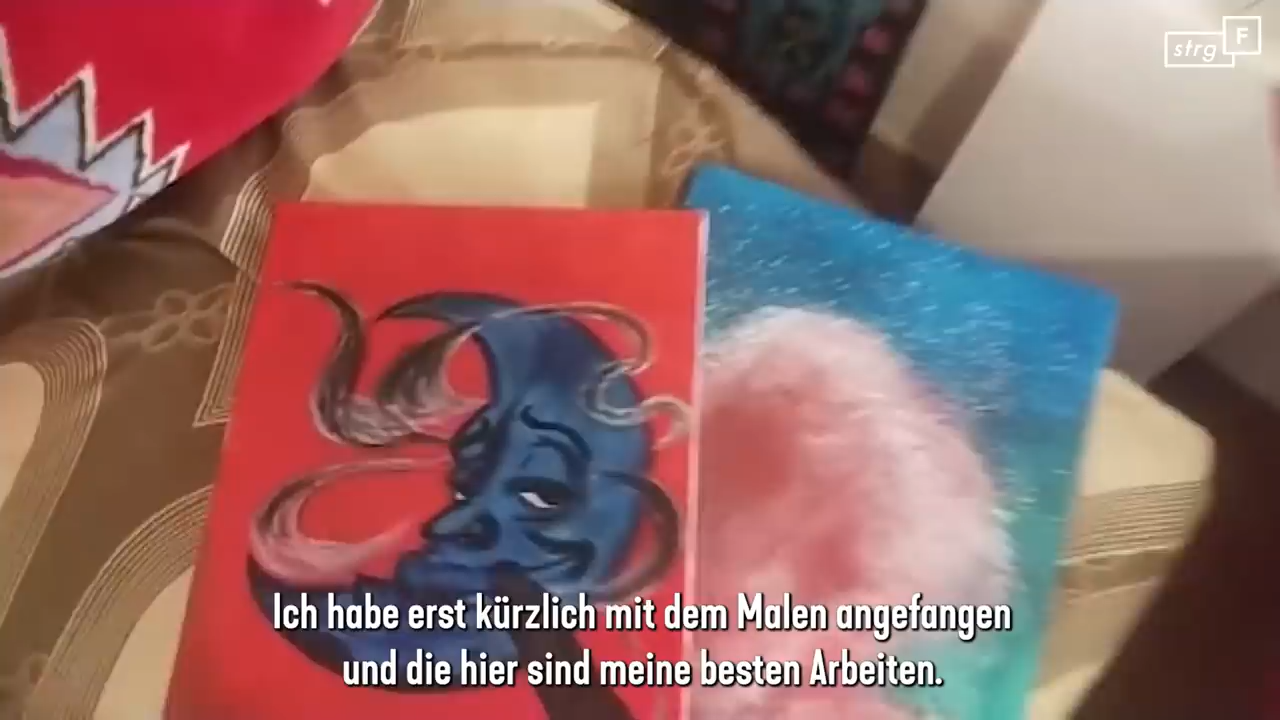 strg F
Ich habe erst kürzlich mit dem Malen angefangen
und die hier sind meine besten Arbeiten.